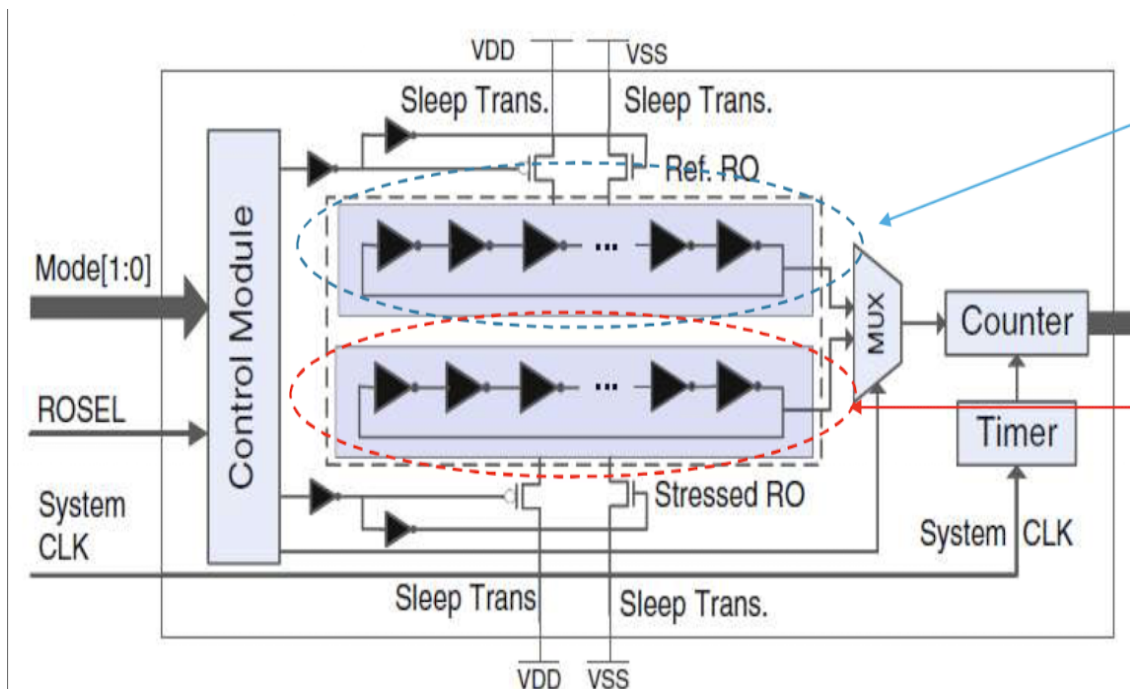 VDD
VSS
Sleep Trans.
Sleep Trans.
Ref. RO
...
Mode[1:0]
Control Module
MUX
Counter
...
ROSEL
Timer
Stressed RO
System
CLK
System CLK
Sleep Trans
Sleep Trans.
VDD
VSS